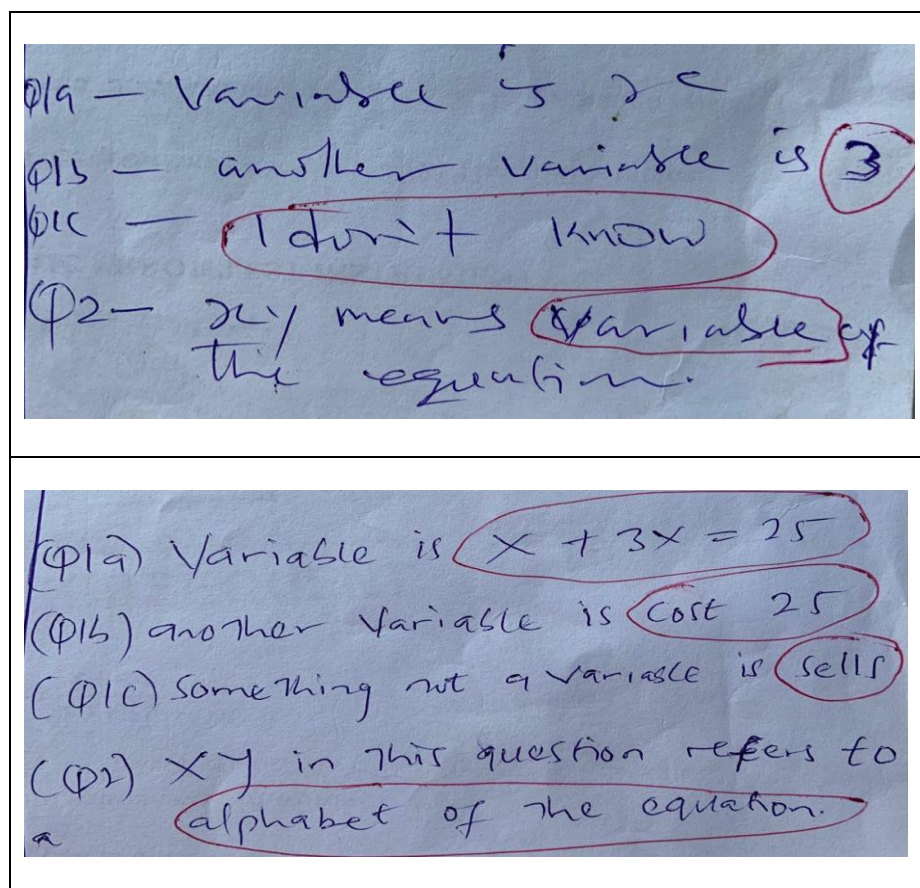 Q1a — Variable is x
Q1b — another variable is 3
Q1c — I don't know
Q2 — xy means variable of
the equation.
(Q1a) Variable is x + 3x = 25
(Q1b) another variable is cost 25
(Q1c) Something not a variable is sells
(Q2) xy in this question refers to
alphabet of the equation.